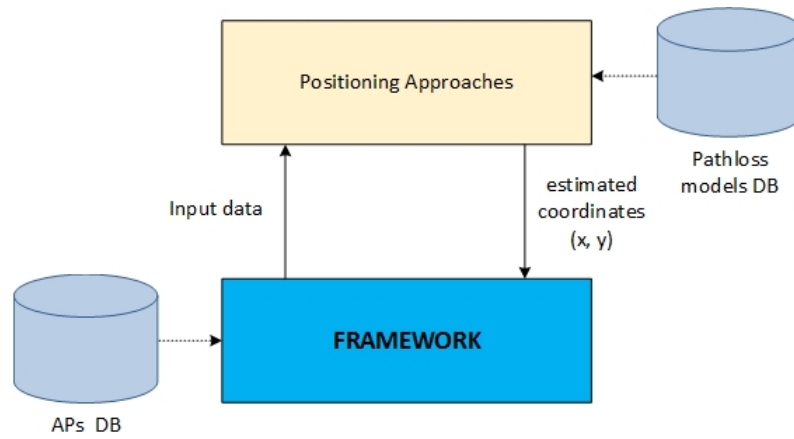 Positioning Approaches
Pathloss
models DB
Input data
estimated
coordinates
(x, y)
FRAMEWORK
APs DB